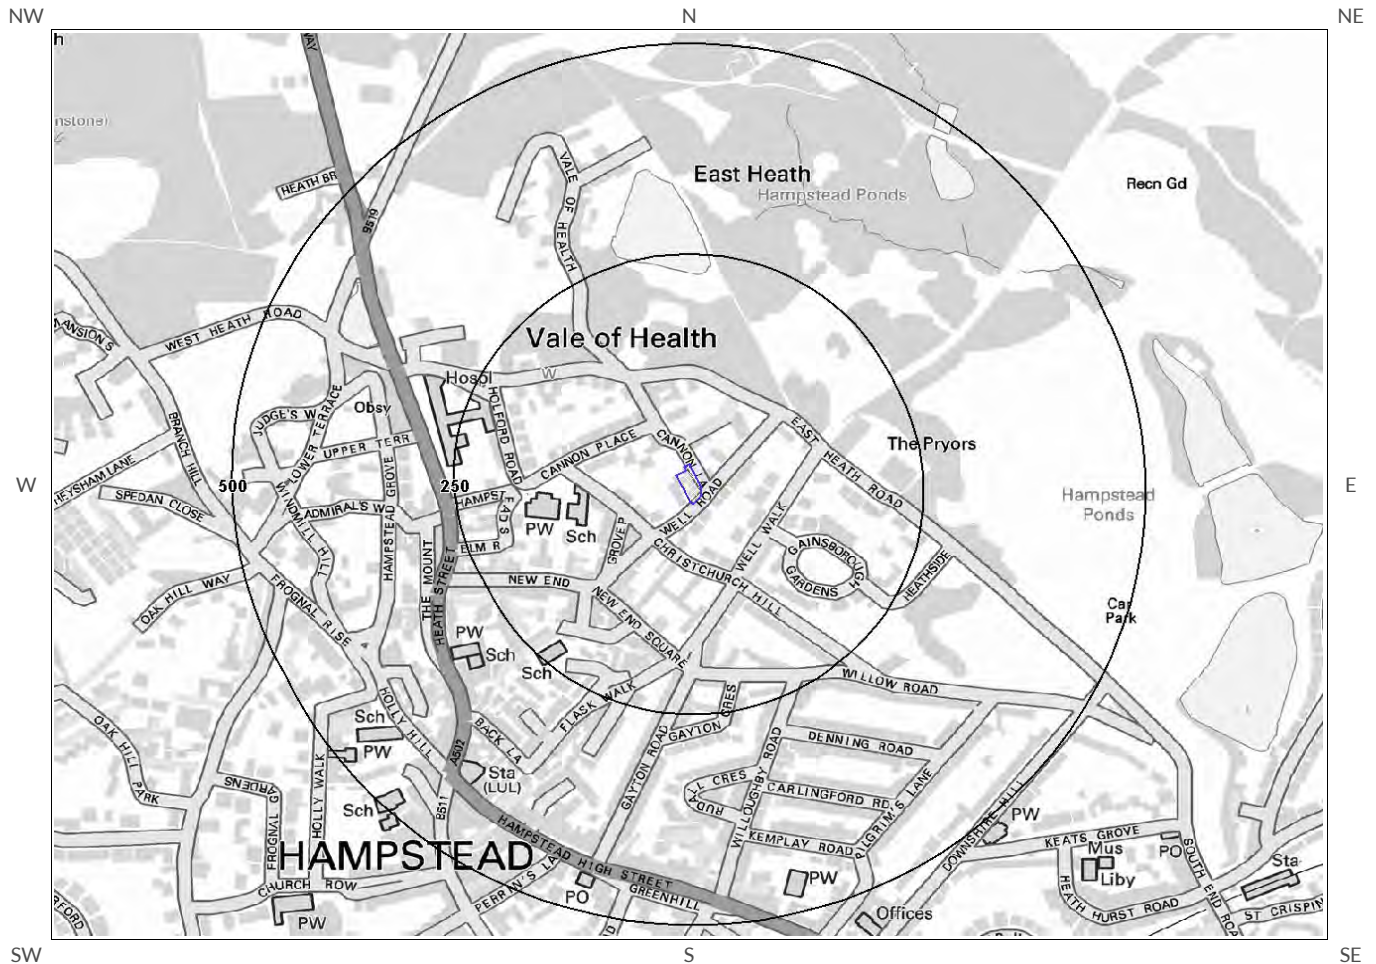 NW
N
NE
h
WAY
nstone)
HEATH BR
B519
VALE OF HEALTH
East Heath
Hampstead Ponds
Recn Gd
MANSIONS
WEST HEATH ROAD
Vale of Health
W
Hospl
HOLFORD ROAD
JUDGE'S W
Obsy
LOWER TERRACE
UPPER TERR
BRANCH HILL
CANNON PLACE
CANNON LA
EAST HEATH ROAD
The Pryors
HEYSHAM LANE
W
500
250
E
SPEDAN CLOSE
WINDMILL HILL
ADMIRAL'S W
HAMPSTEAD GROVE
HAMPST
PW
Sch
WELL ROAD
WELL WALK
Hampstead
Ponds
ELM R
GROVE P
CHRISTCHURCH HILL
GAINSBOROUGH
GARDENS
HEATHSIDE
THE MOUNT
HEATH STREET
NEW END
NEW END SQUARE
OAK HILL WAY
FROGNAL RISE
Car
Park
PW
Sch
Sch
WILLOW ROAD
HOLLY HILL
FLASK WALK
BACK LA
GAYTON CRES
GAYTON ROAD
DENNING ROAD
OAK HILL PARK
Sch
PW
A502
Sta
(LUL)
WILLOUGHBY ROAD
RUDALL CRES
CARLINGFORD RD
PILGRIM'S LANE
FROGNAL GARDENS
HOLLY WALK
Sch
B511
HAMPSTEAD
HAMPSTEAD HIGH STREET
KEMPLAY ROAD
DOWNSHIRE HILL
PW
KEATS GROVE
Mus
Liby
PO
SOUTH END ROA
Sta
CHURCH ROW
PW
PERRIN'S LA
PO
GREENHILL
PW
Offices
HEATH HURST ROAD
ST CRISPIN
RFORD
SW
S
SE